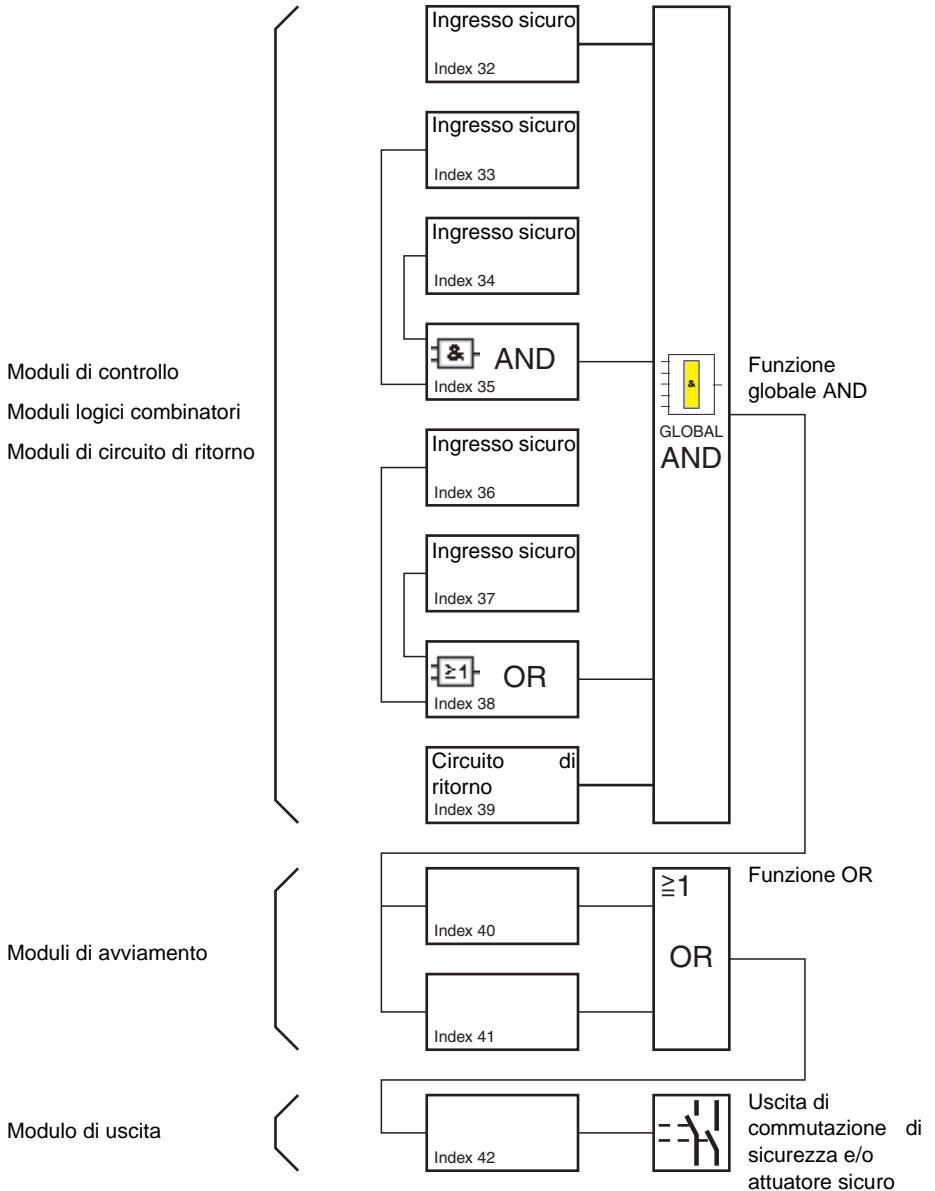 Ingresso sicuro
Index 32
Ingresso sicuro
Index 33
Ingresso sicuro
Index 34
& AND
Index 35
Moduli di controllo
Moduli logici combinatori
Moduli di circuito di ritorno
&
GLOBAL
AND
Funzione
globale AND
Ingresso sicuro
Index 36
Ingresso sicuro
Index 37
≥1 OR
Index 38
Circuito di
ritorno
Index 39
Moduli di avviamento
Index 40
Index 41
≧1
OR
Funzione OR
Modulo di uscita
Index 42
Uscita di
commutazione di
sicurezza e/o
attuatore sicuro